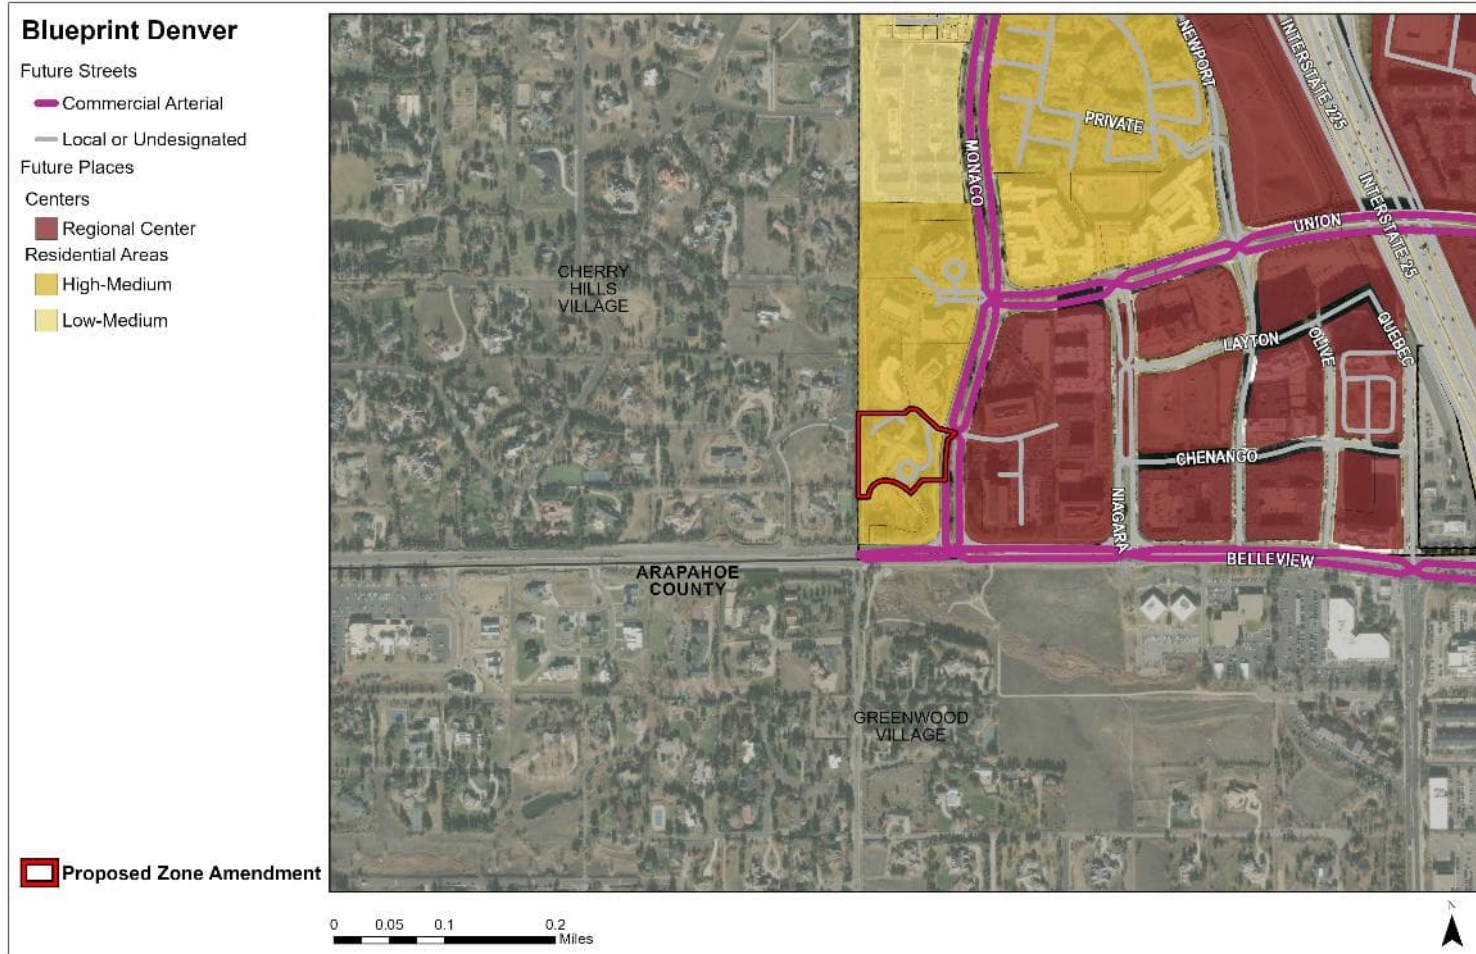 Blueprint Denver
Future Streets
Commercial Arterial
Local or Undesignated
Future Places
Centers
Regional Center
Residential Areas
High-Medium
Low-Medium
Proposed Zone Amendment
0 0.05 0.1 0.2
Miles
N
NEWPORT
INTERSTATE 225
PRIVATE
MONACO
INTERSTATE 25
UNION
CHERRY
HILLS
VILLAGE
LAYTON
OLIVE
QUEBEC
CHENANGO
NIAGARA
BELLEVIEW
ARAPAHOE
COUNTY
GREENWOOD
VILLAGE